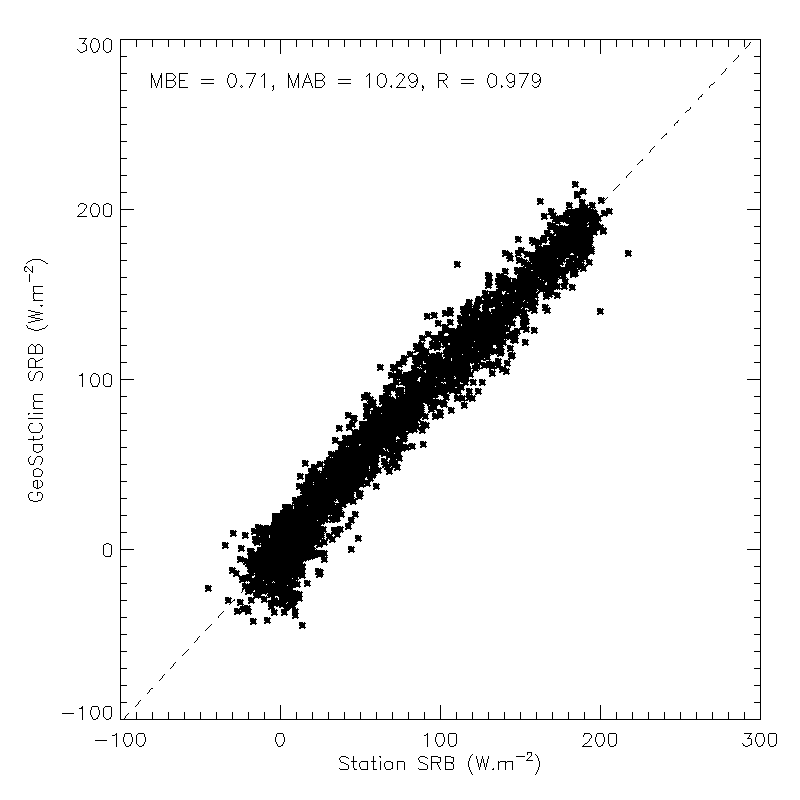 MBE = 0.71, MAB = 10.29, R = 0.979
300
200
100
0
-100
GeoSatClim SRB (W.m⁻²)
-100 0 100 200 300
Station SRB (W.m⁻²)